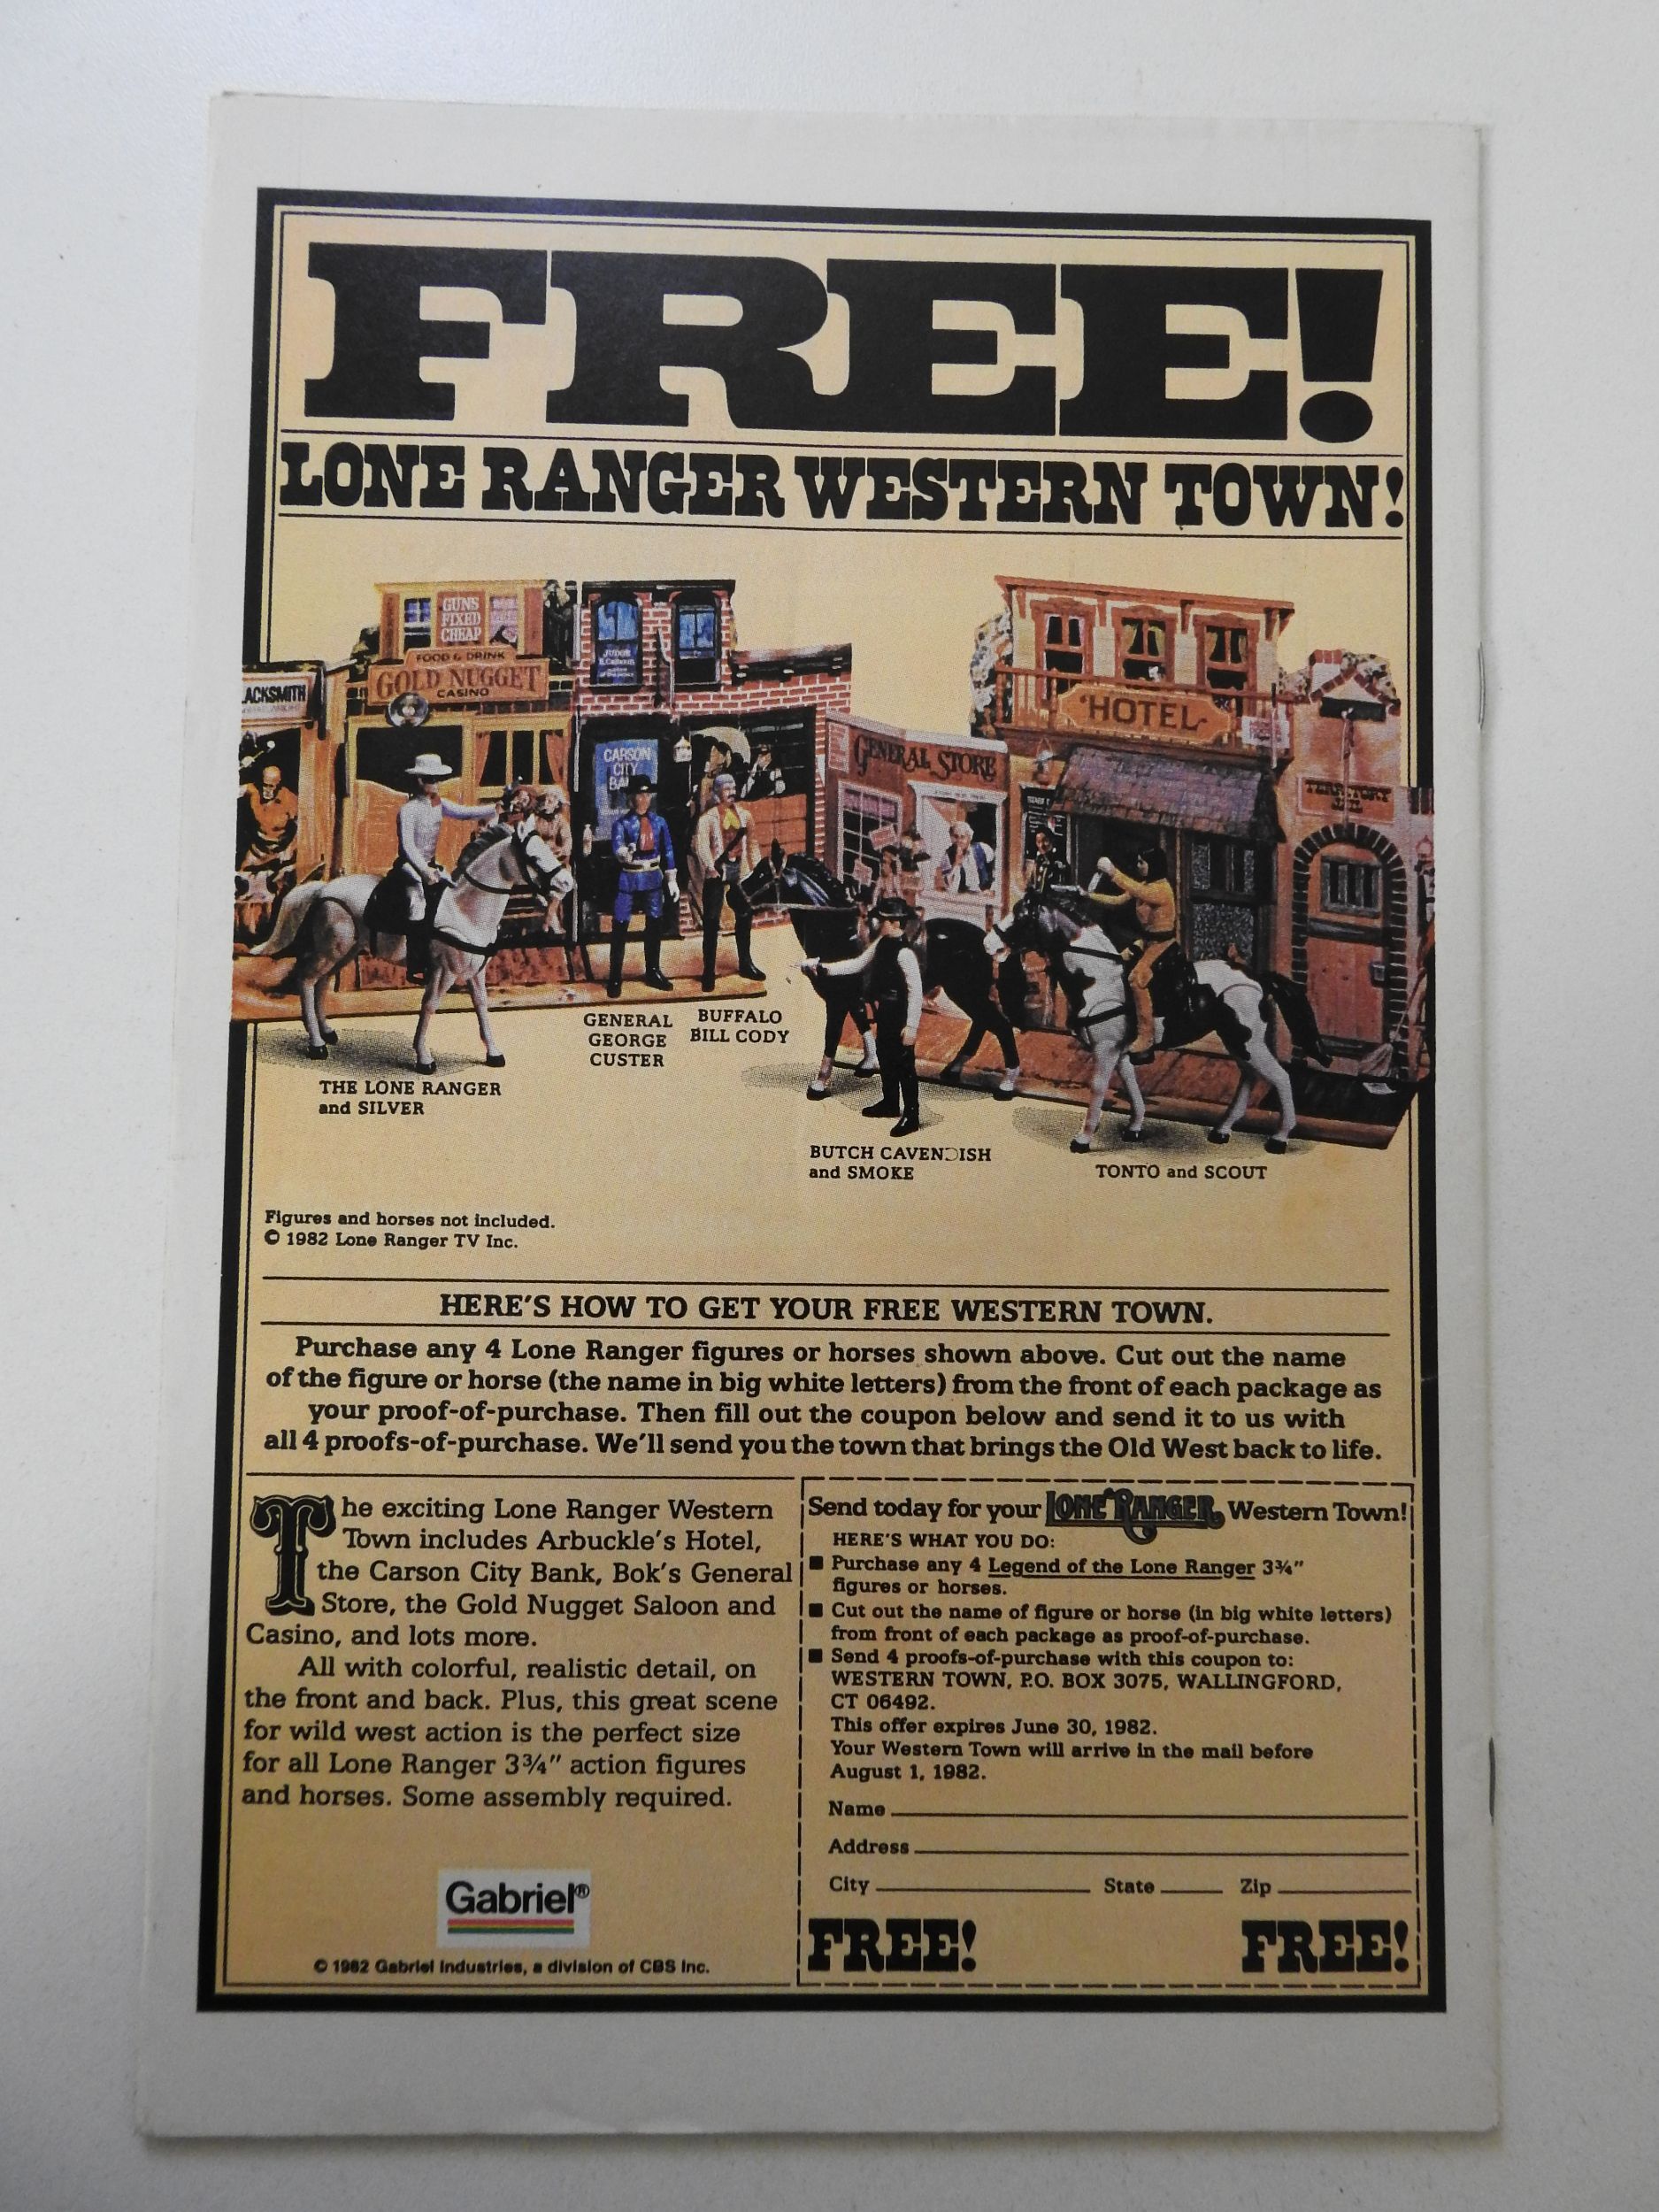 FREE!
LONE RANGER WESTERN TOWN!
GUNS
FIXED
CHEAP
FOOD & DRINK
GOLD NUGGET
CASINO
ACKSMITH
JUDGE
CARSON
CITY
BA
GENERAL STORE
HOTEL
TERRITORY
JAIL
THE LONE RANGER
and SILVER
GENERAL
GEORGE
CUSTER
BUFFALO
BILL CODY
BUTCH CAVENDISH
and SMOKE
TONTO and SCOUT
Figures and horses not included.
© 1982 Lone Ranger TV Inc.
HERE'S HOW TO GET YOUR FREE WESTERN TOWN.
Purchase any 4 Lone Ranger figures or horses shown above. Cut out the name
of the figure or horse (the name in big white letters) from the front of each package as
your proof-of-purchase. Then fill out the coupon below and send it to us with
all 4 proofs-of-purchase. We'll send you the town that brings the Old West back to life.
The exciting Lone Ranger Western
Town includes Arbuckle's Hotel,
the Carson City Bank, Bok's General
Store, the Gold Nugget Saloon and
Casino, and lots more.
All with colorful, realistic detail, on
the front and back. Plus, this great scene
for wild west action is the perfect size
for all Lone Ranger 3¾" action figures
and horses. Some assembly required.
Gabriel®
© 1982 Gabriel Industries, a division of CBS Inc.
Send today for your LONE RANGER Western Town!
HERE'S WHAT YOU DO:
■ Purchase any 4 Legend of the Lone Ranger 3¾"
figures or horses.
■ Cut out the name of figure or horse (in big white letters)
from front of each package as proof-of-purchase.
■ Send 4 proofs-of-purchase with this coupon to:
WESTERN TOWN, P.O. BOX 3075, WALLINGFORD,
CT 06492.
This offer expires June 30, 1982.
Your Western Town will arrive in the mail before
August 1, 1982.
Name
Address
City State Zip
FREE! FREE!